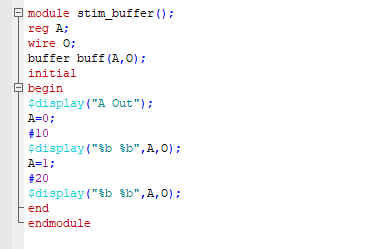 module stim_buffer();
reg A;
wire O;
buffer buff(A,O);
initial
begin
$display("A Out");
A=0;
#10
$display("%b %b",A,O);
A=1;
#20
$display("%b %b",A,O);
end
endmodule